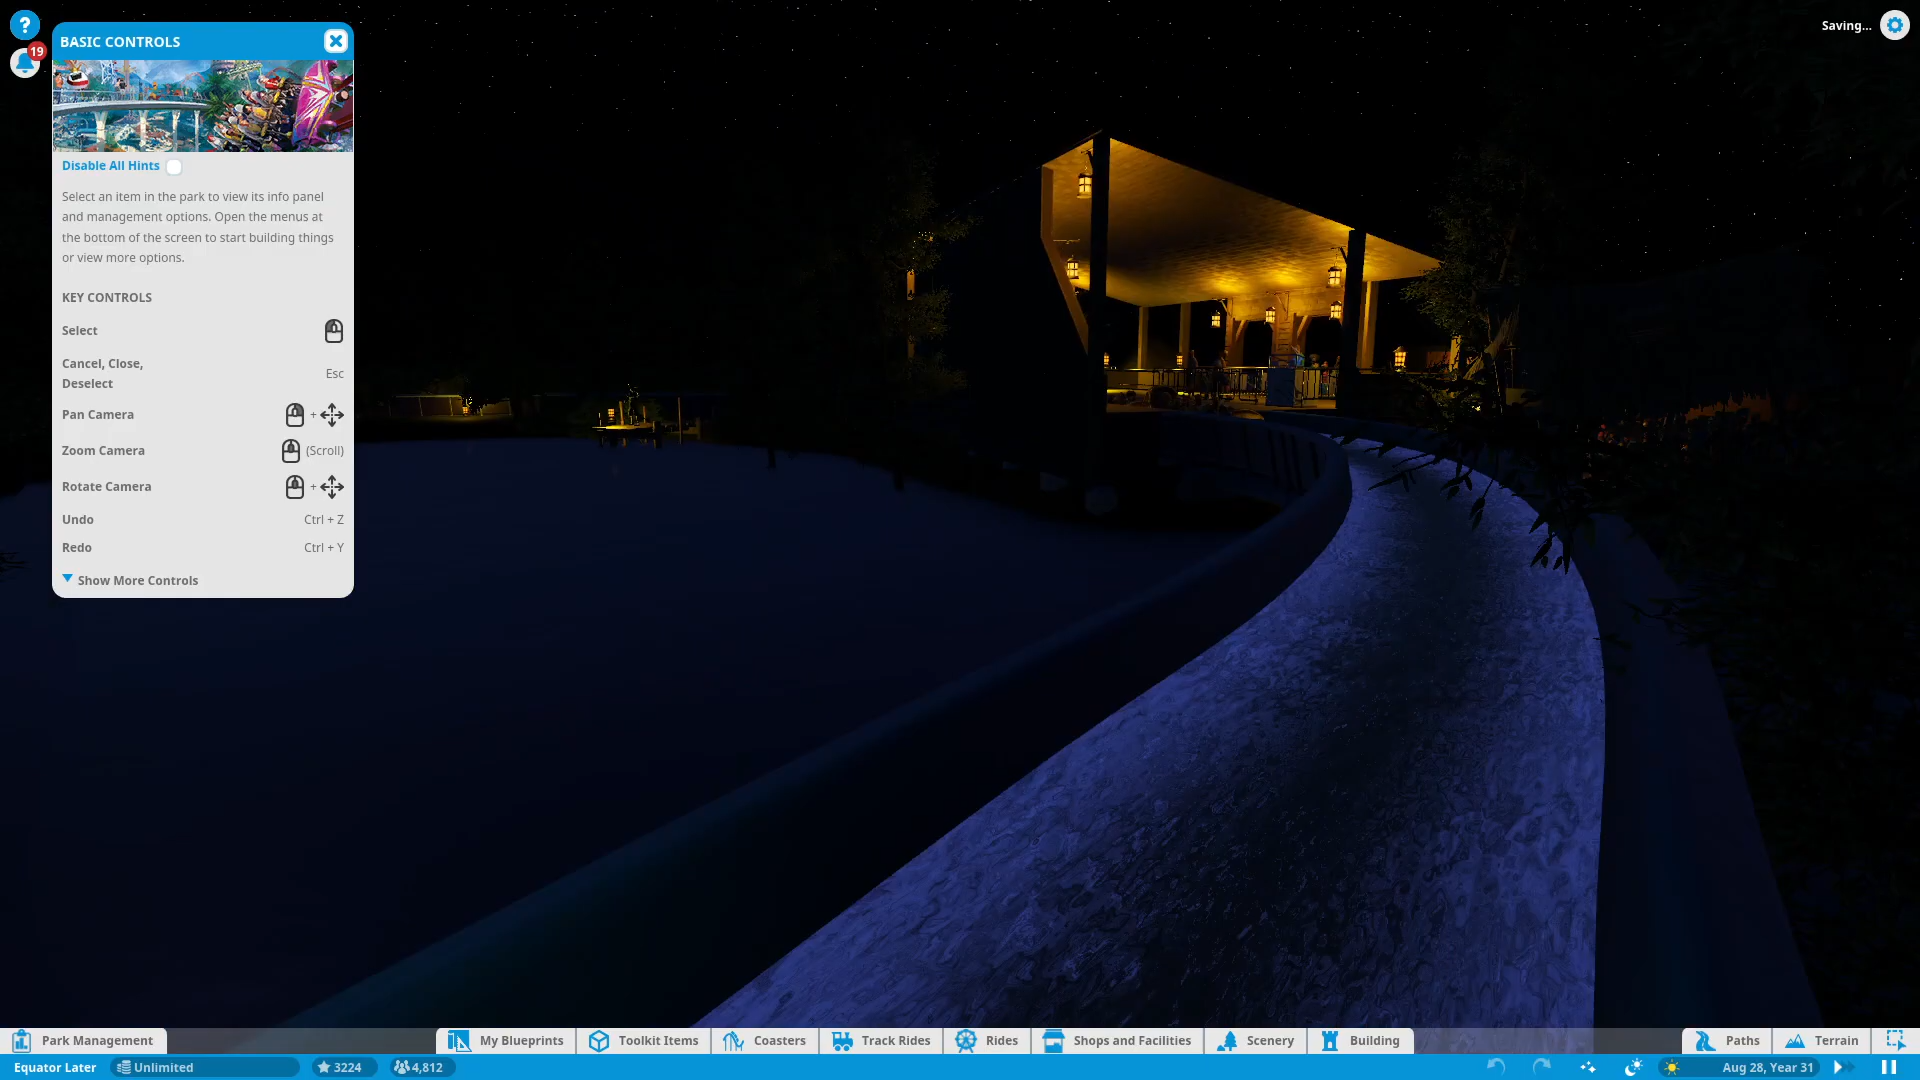 ?
19
BASIC CONTROLS
Saving...
Disable All Hints
Select an item in the park to view its info panel
and management options. Open the menus at
the bottom of the screen to start building things
or view more options.
KEY CONTROLS
Select
Cancel, Close,
Deselect
Esc
Pan Camera +
Zoom Camera (Scroll)
Rotate Camera +
Undo Ctrl + Z
Redo Ctrl + Y
Show More Controls
Park Management My Blueprints Toolkit Items Coasters Track Rides Rides Shops and Facilities Scenery Building Paths Terrain
Equator Later Unlimited 3224 4,812 Aug 28, Year 31